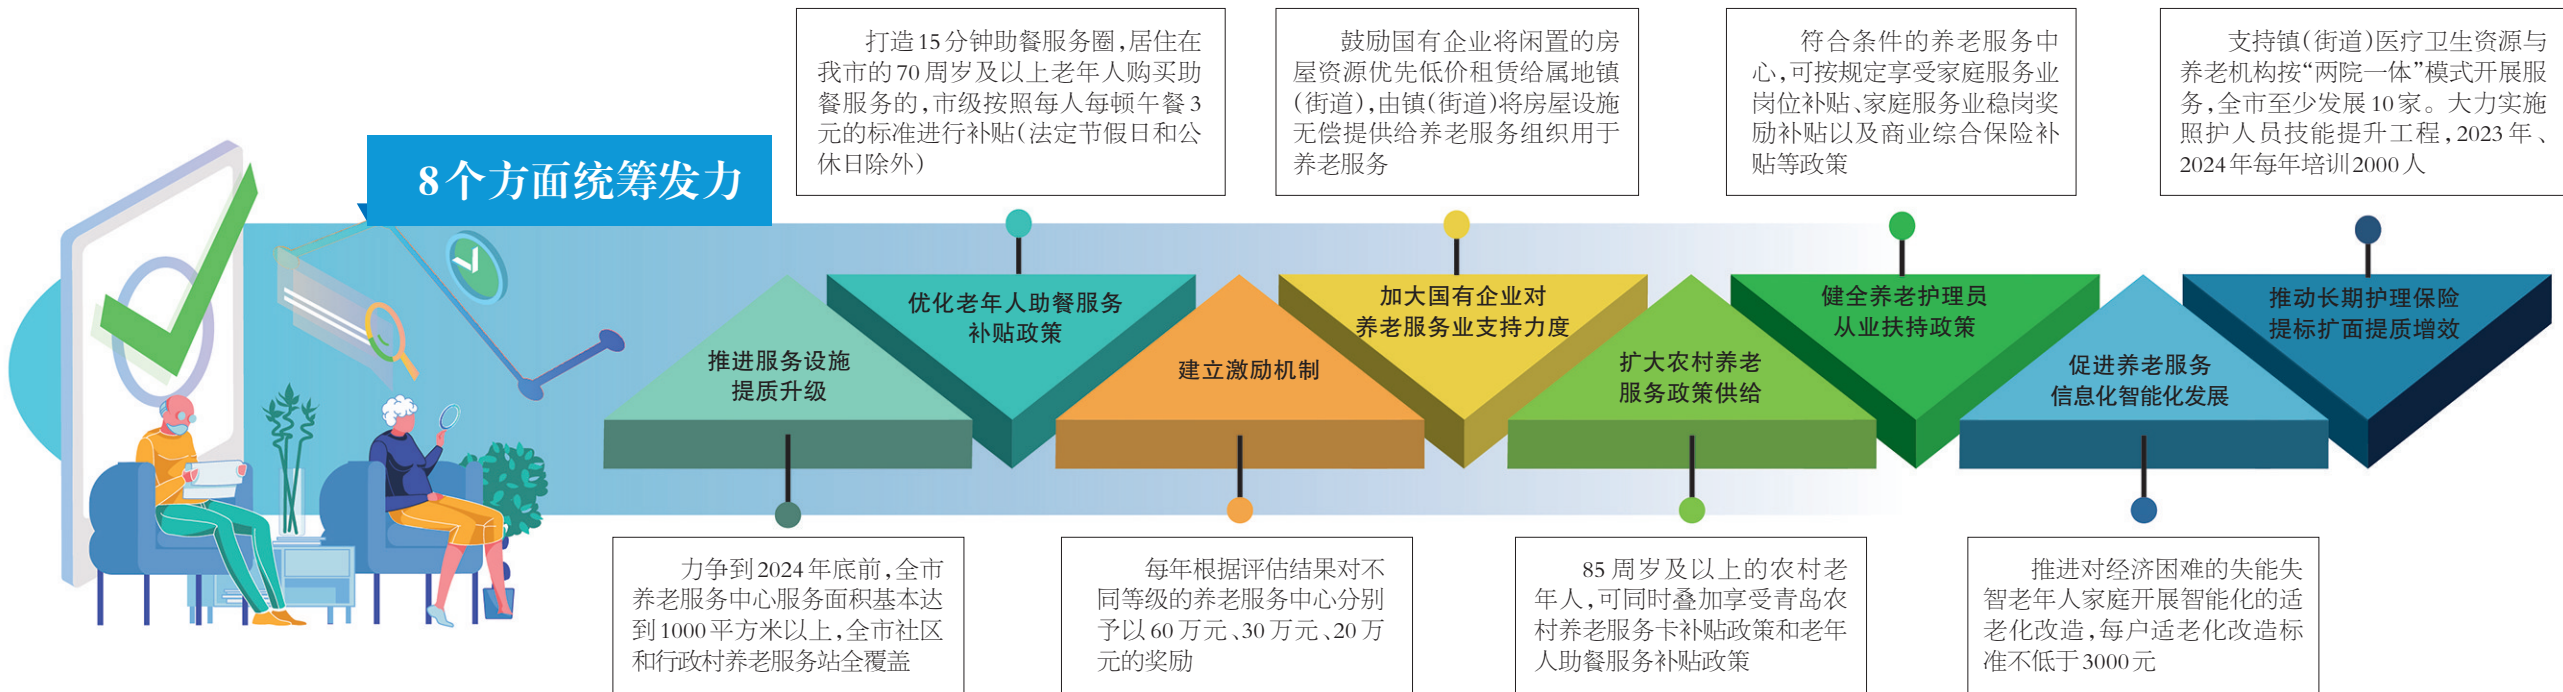 8个方面统筹发力
打造15分钟助餐服务圈,居住在
我市的70周岁及以上老年人购买助
餐服务的,市级按照每人每顿午餐3
元的标准进行补贴(法定节假日和公
休日除外)
鼓励国有企业将闲置的房
屋资源优先低价租赁给属地镇
(街道),由镇(街道)将房屋设施
无偿提供给养老服务组织用于
养老服务
符合条件的养老服务中
心,可按规定享受家庭服务业
岗位补贴、家庭服务业稳岗奖
励补贴以及商业综合保险补
贴等政策
支持镇(街道)医疗卫生资源与
养老机构按“两院一体”模式开展服
务,全市至少发展10家。大力实施
照护人员技能提升工程,2023年、
2024年每年培训2000人
推进服务设施
提质升级
优化老年人助餐服务
补贴政策
建立激励机制
加大国有企业对
养老服务业支持力度
扩大农村养老
服务政策供给
健全养老护理员
从业扶持政策
促进养老服务
信息化智能化发展
推动长期护理保险
提标扩面提质增效
力争到2024年底前,全市
养老服务中心服务面积基本达
到1000平方米以上,全市社区
和行政村养老服务站全覆盖
每年根据评估结果对不
同等级的养老服务中心分别
予以60万元、30万元、20万
元的奖励
85周岁及以上的农村老
年人,可同时叠加享受青岛农
村养老服务卡补贴政策和老年
人助餐服务补贴政策
推进对经济困难的失能失
智老年人家庭开展智能化的适
老化改造,每户适老化改造标
准不低于3000元